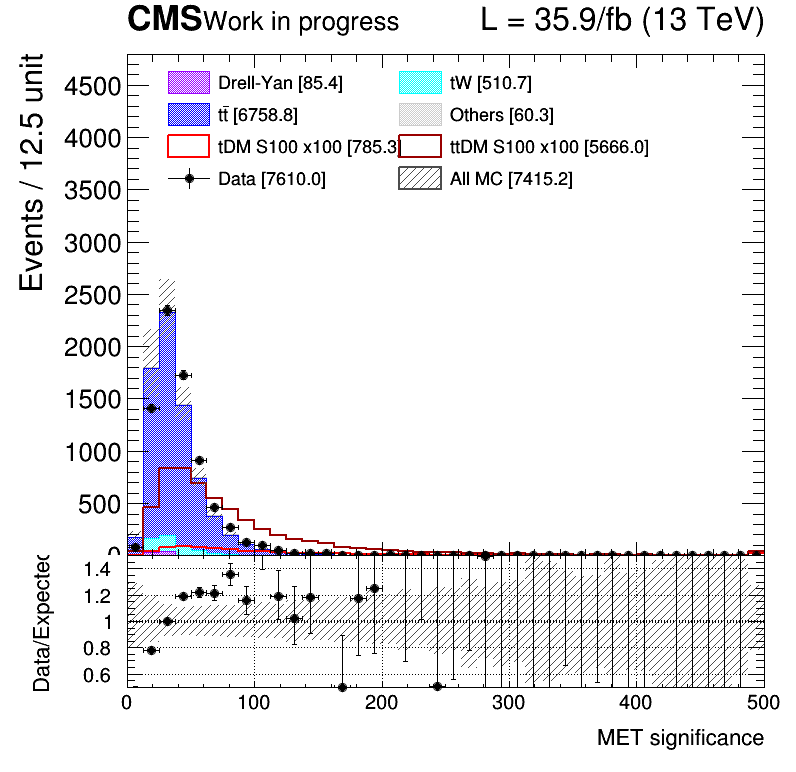 CMS Work in progress L = 35.9/fb (13 TeV)
Events / 12.5 unit
4500
4000
3500
3000
2500
2000
1500
1000
500
0
Drell-Yan [85.4] tW [510.7]
tt̄ [6758.8] Others [60.3]
tDM S100 x100 [785.3] ttDM S100 x100 [5666.0]
Data [7610.0] All MC [7415.2]
Data/Expected
1.4
1.2
1
0.8
0.6
0 100 200 300 400 500
MET significance